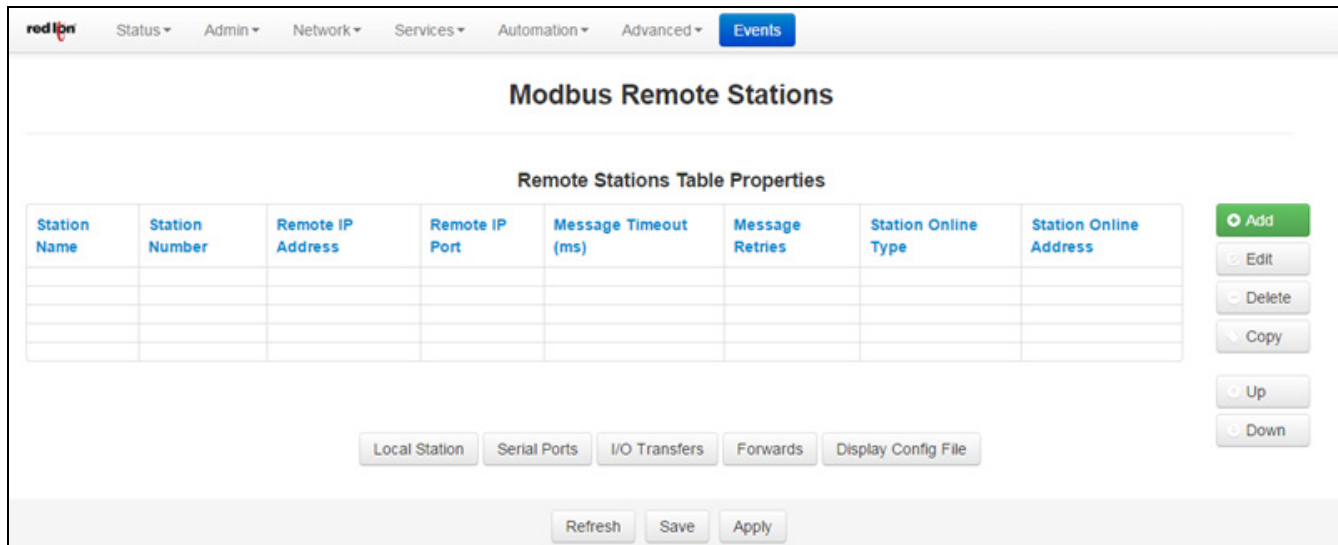 red lion Status Admin Network Services Automation Advanced Events
Modbus Remote Stations
Remote Stations Table Properties
Station Name Station Number Remote IP Address Remote IP Port Message Timeout (ms) Message Retries Station Online Type Station Online Address
Add
Edit
Delete
Copy
Up
Down
Local Station Serial Ports I/O Transfers Forwards Display Config File
Refresh Save Apply